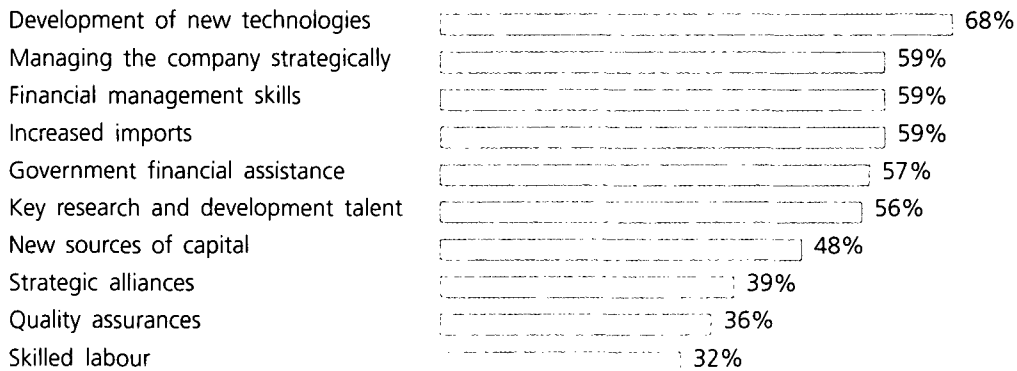 Development of new technologies 68%
Managing the company strategically 59%
Financial management skills 59%
Increased imports 59%
Government financial assistance 57%
Key research and development talent 56%
New sources of capital 48%
Strategic alliances 39%
Quality assurances 36%
Skilled labour 32%